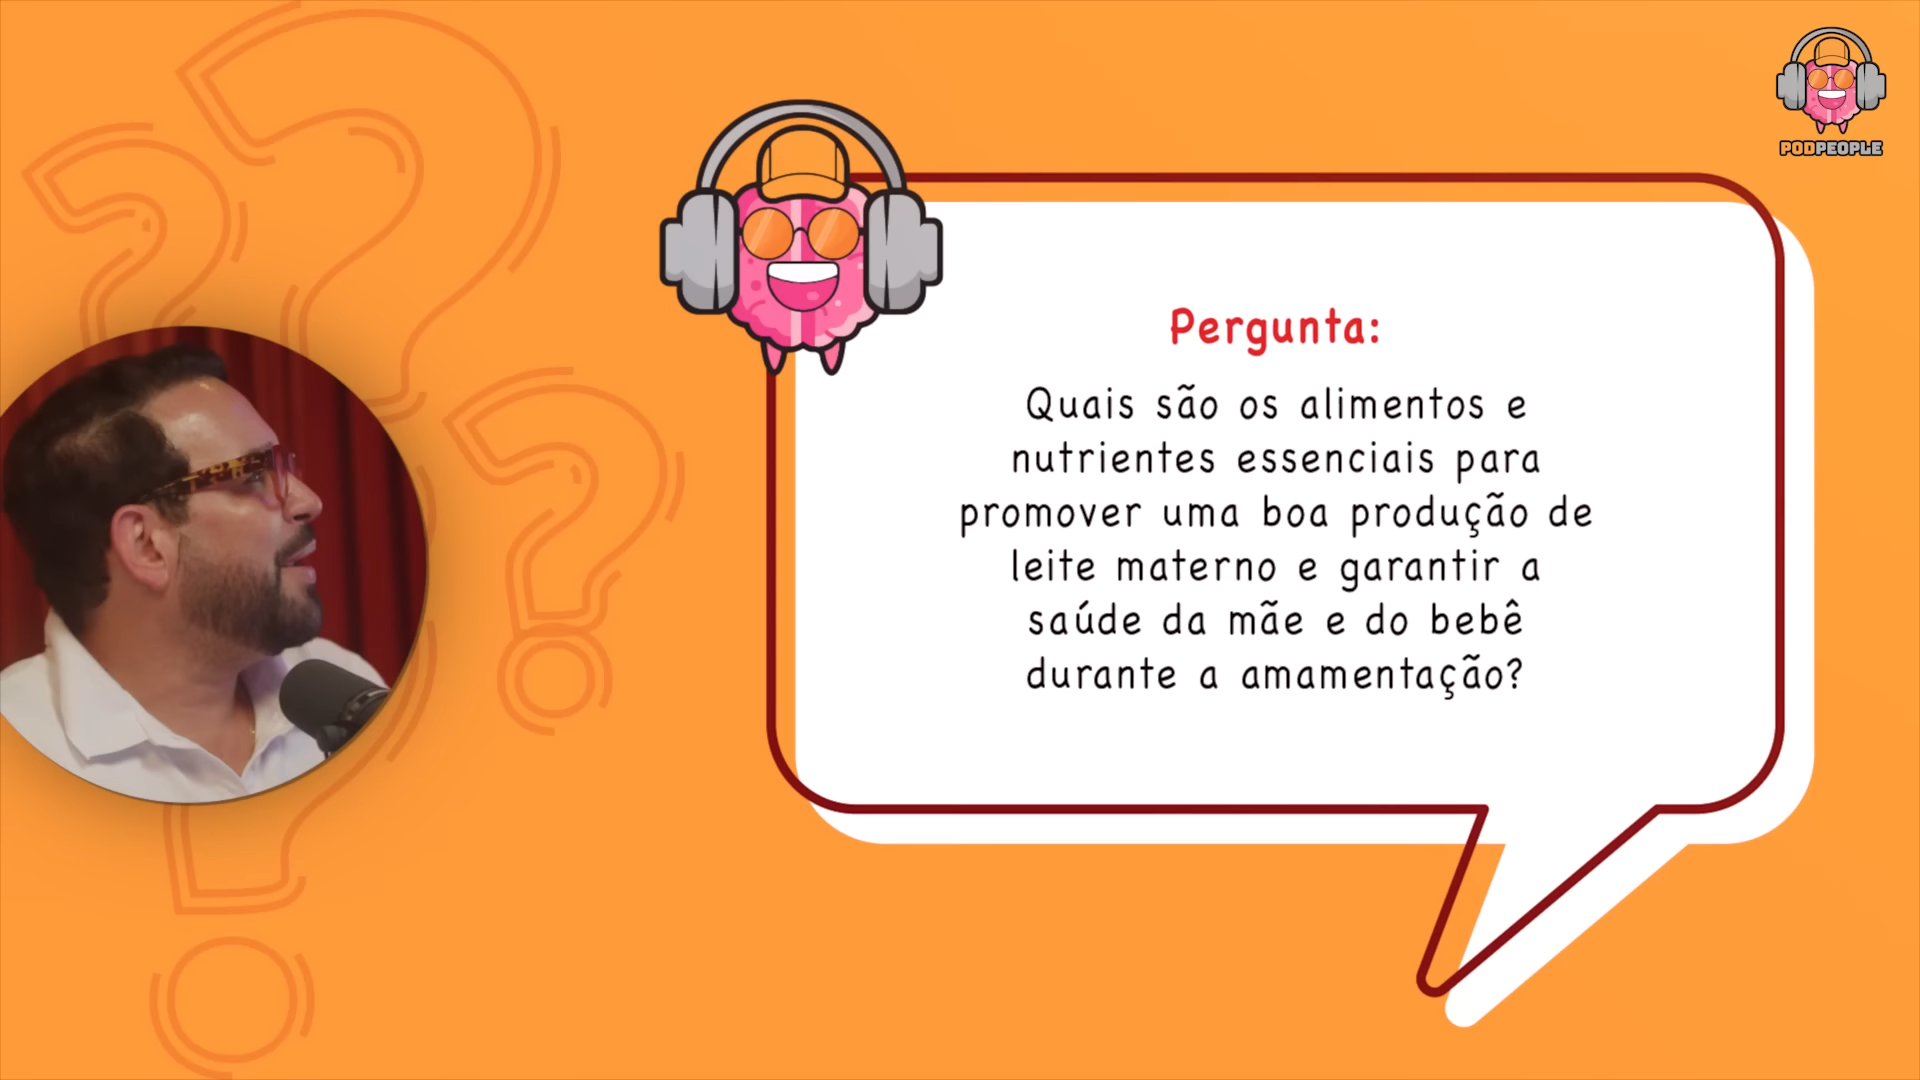 PODPEOPLE
Pergunta:
Quais são os alimentos e
nutrientes essenciais para
promover uma boa produção de
leite materno e garantir a
saúde da mãe e do bebê
durante a amamentação?